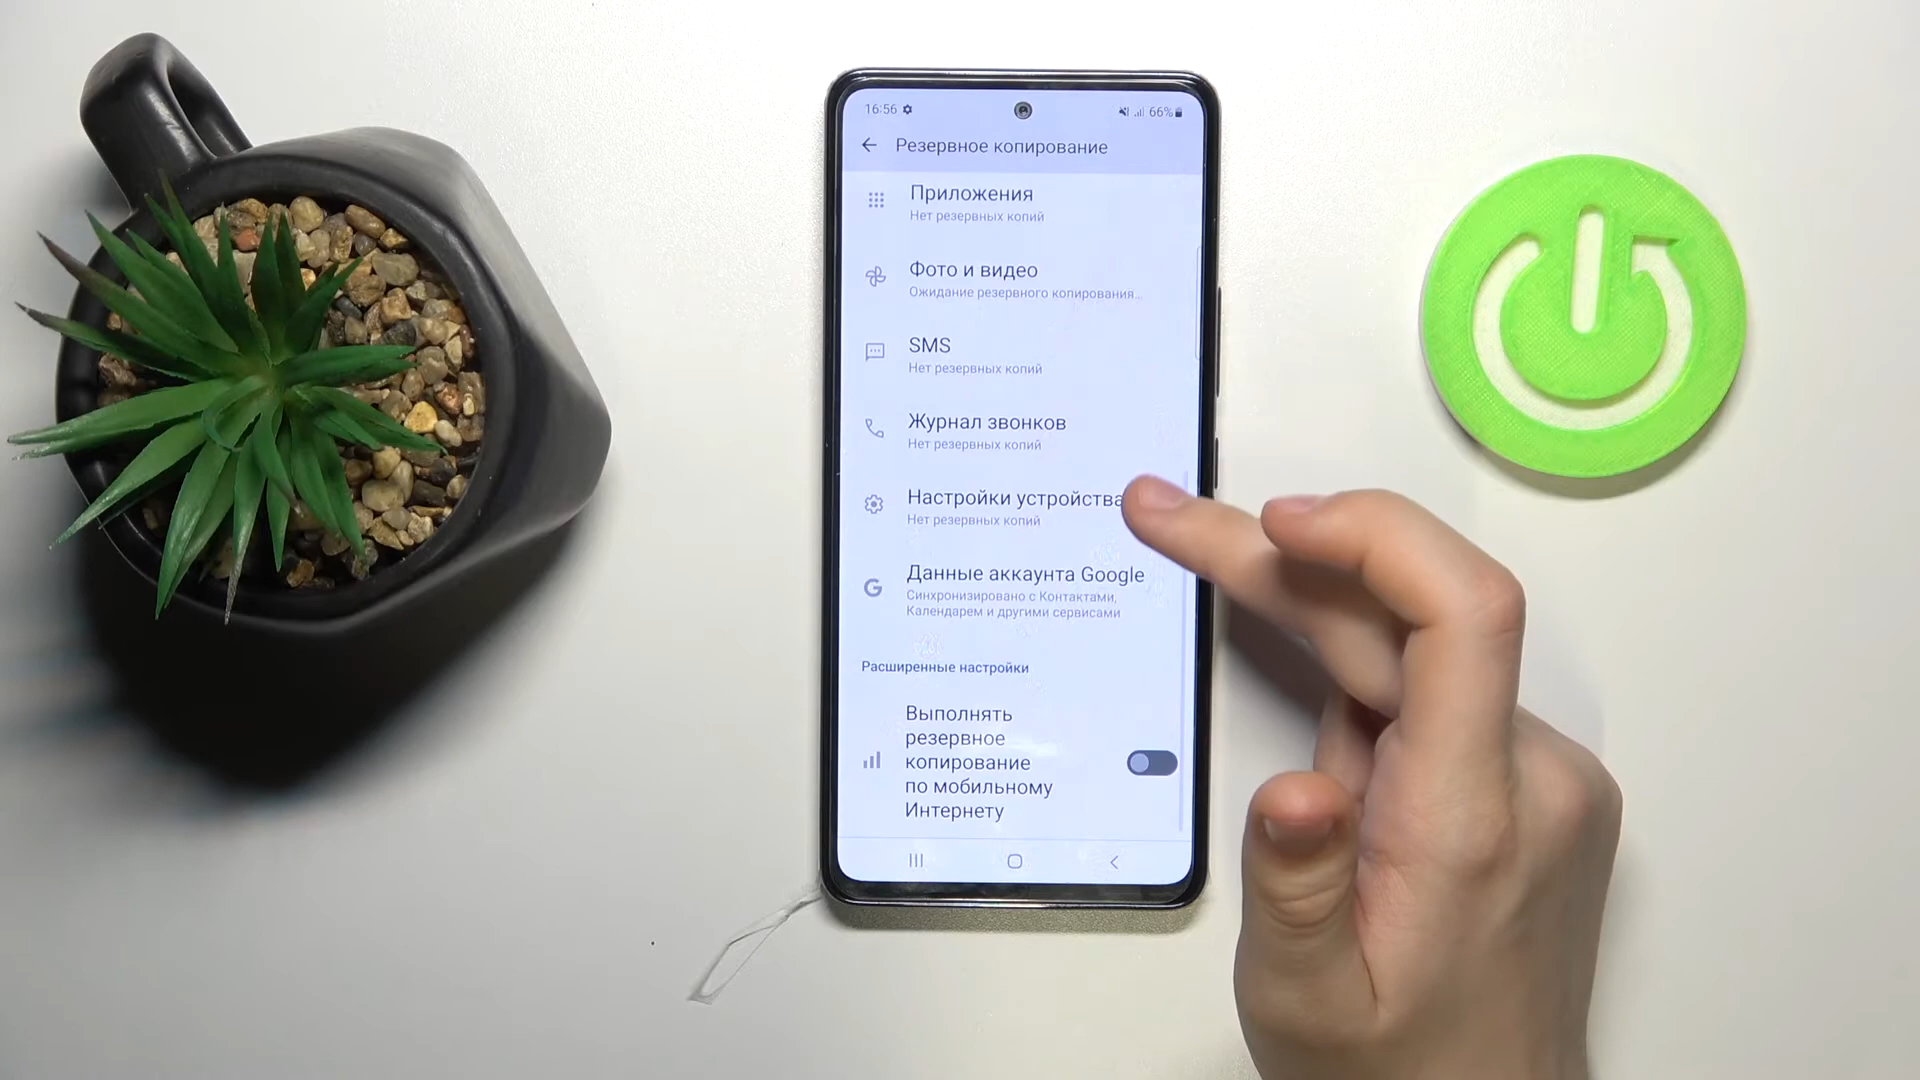 16:56
66%
Резервное копирование
Приложения
Нет резервных копий
Фото и видео
Ожидание резервного копирования...
SMS
Нет резервных копий
Журнал звонков
Нет резервных копий
Настройки устройства
Нет резервных копий
Данные аккаунта Google
Синхронизировано с Контактами,
Календарем и другими сервисами
Расширенные настройки
Выполнять
резервное
копирование
по мобильному
Интернету